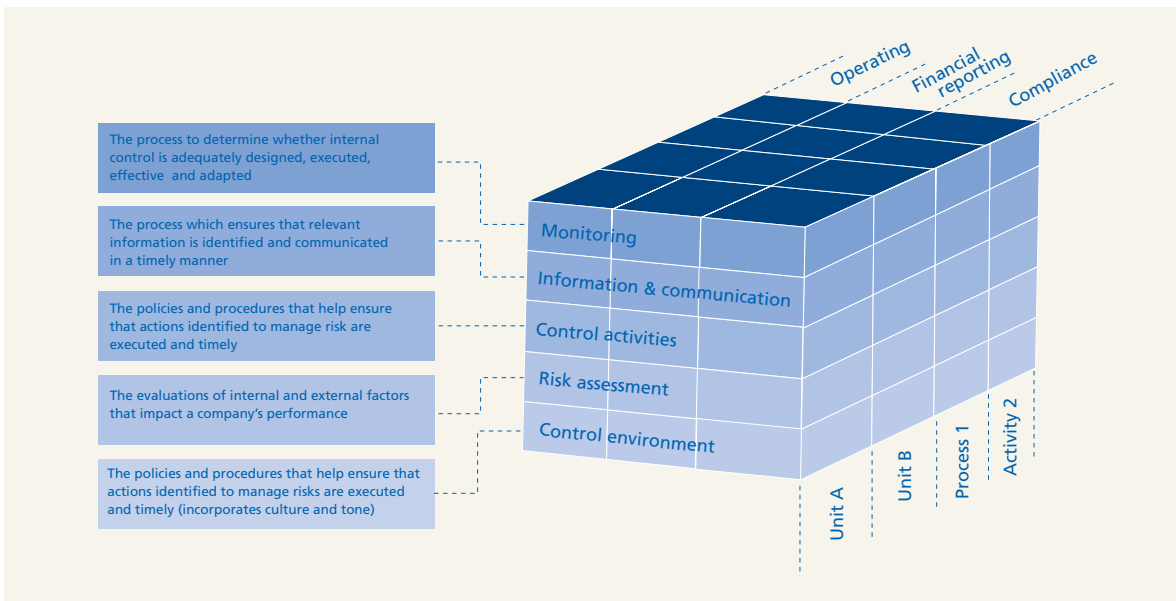 Operating
Financial
reporting
Compliance
The process to determine whether internal
control is adequately designed, executed,
effective and adapted
The process which ensures that relevant
information is identified and communicated
in a timely manner
The policies and procedures that help ensure
that actions identified to manage risk are
executed and timely
The evaluations of internal and external factors
that impact a company's performance
The policies and procedures that help ensure that
actions identified to manage risks are executed
and timely (incorporates culture and tone)
Monitoring
Information & communication
Control activities
Risk assessment
Control environment
Unit A
Unit B
Process 1
Activity 2